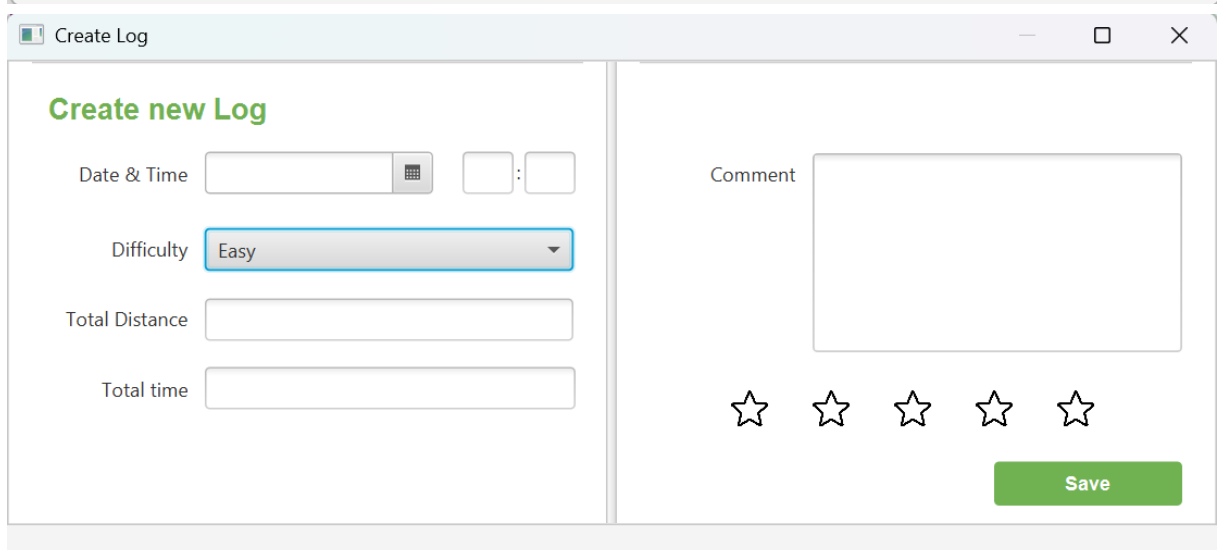 Create Log
Create new Log
Date & Time
:
Difficulty
Easy
Total Distance
Total time
Comment
Save